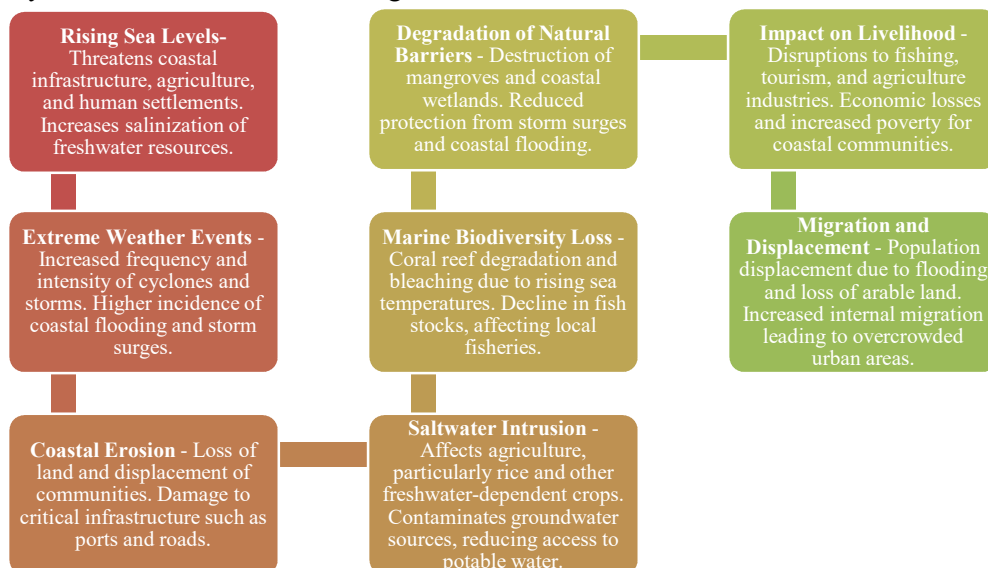 Rising Sea Levels-
Threatens coastal
infrastructure, agriculture,
and human settlements.
Increases salinization of
freshwater resources.
Extreme Weather Events -
Increased frequency and
intensity of cyclones and
storms. Higher incidence of
coastal flooding and storm
surges.
Coastal Erosion - Loss of
land and displacement of
communities. Damage to
critical infrastructure such as
ports and roads.
Saltwater Intrusion -
Affects agriculture,
particularly rice and other
freshwater-dependent crops.
Contaminates groundwater
sources, reducing access to
potable water.
Marine Biodiversity Loss -
Coral reef degradation and
bleaching due to rising sea
temperatures. Decline in fish
stocks, affecting local
fisheries.
Degradation of Natural
Barriers - Destruction of
mangroves and coastal
wetlands. Reduced
protection from storm surges
and coastal flooding.
Impact on Livelihood -
Disruptions to fishing,
tourism, and agriculture
industries. Economic losses
and increased poverty for
coastal communities.
Migration and
Displacement - Population
displacement due to flooding
and loss of arable land.
Increased internal migration
leading to overcrowded
urban areas.